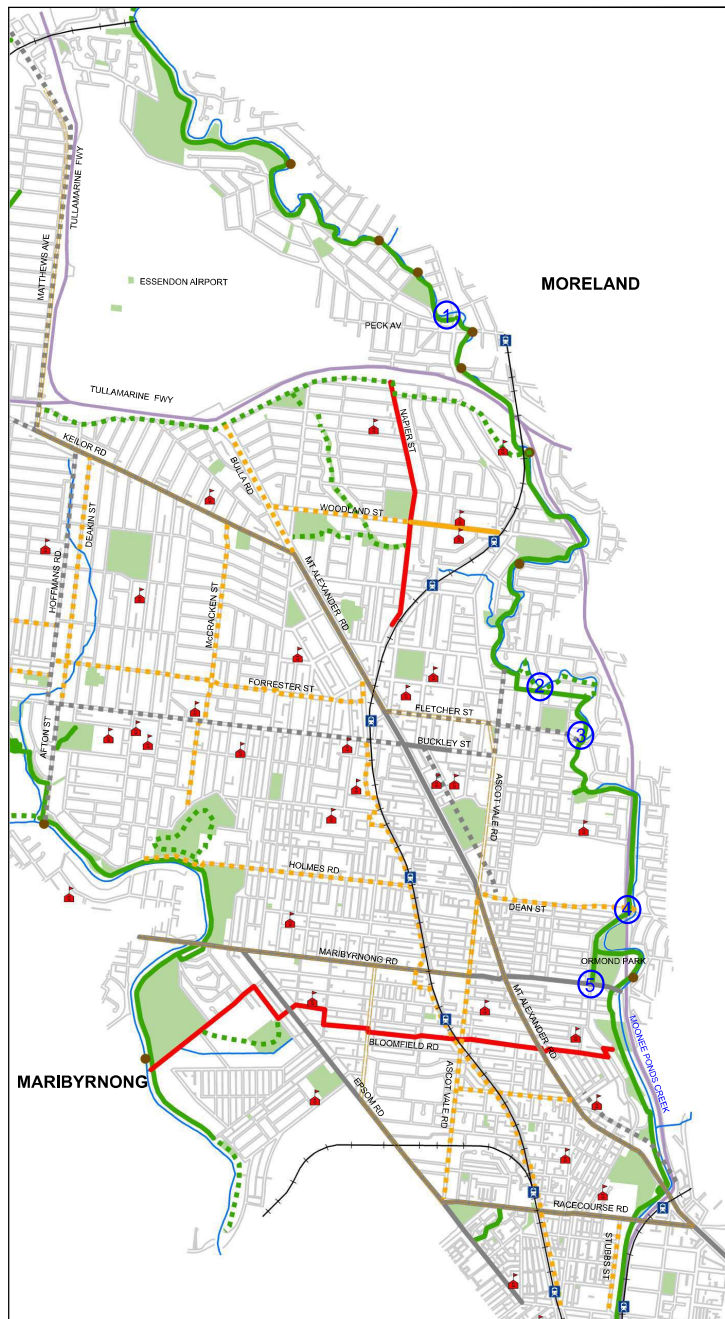 TULLAMARINE FWY
MATTHEWS AVE
ESSENDON AIRPORT
MORELAND
1
PECK AV
TULLAMARINE FWY
NAPIER ST
KEILOR RD
BULLA RD
WOODLAND ST
DEAKIN ST
HOFFMANS RD
MT ALEXANDER RD
McCRACKEN ST
FORRESTER ST
2
FLETCHER ST
3
AFTON ST
BUCKLEY ST
ASCOT VALE RD
HOLMES RD
DEAN ST
4
MARIBYRNONG RD
ORMOND PARK
5
MT ALEXANDER RD
MOONEE PONDS CREEK
BLOOMFIELD RD
MARIBYRNONG
EPSOM RD
ASCOT VALE RD
RACECOURSE RD
STUBBS ST